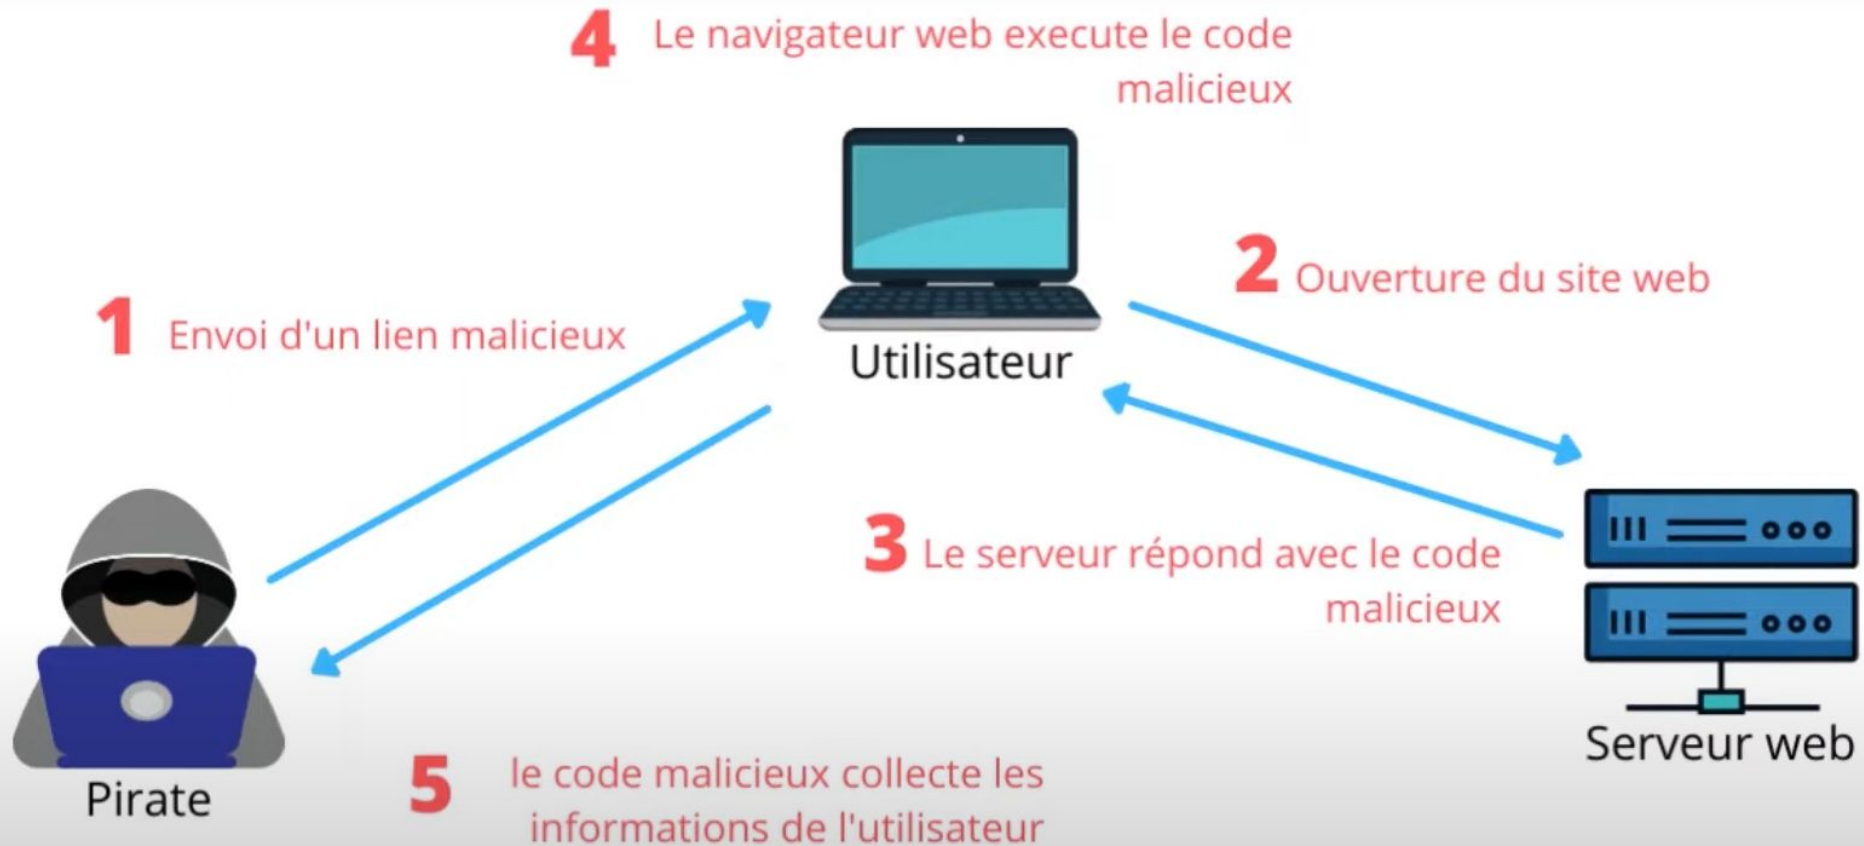 4 Le navigateur web execute le code
malicieux
1 Envoi d'un lien malicieux
Utilisateur
2 Ouverture du site web
3 Le serveur répond avec le code
malicieux
Serveur web
Pirate
5 le code malicieux collecte les
informations de l'utilisateur